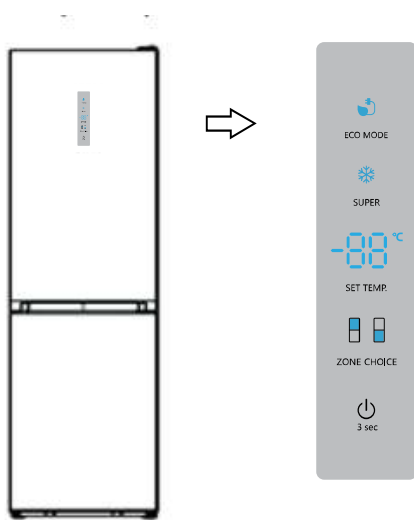 ECO MODE
SUPER
-88 °C
SET TEMP.
ZONE CHOICE
3 sec